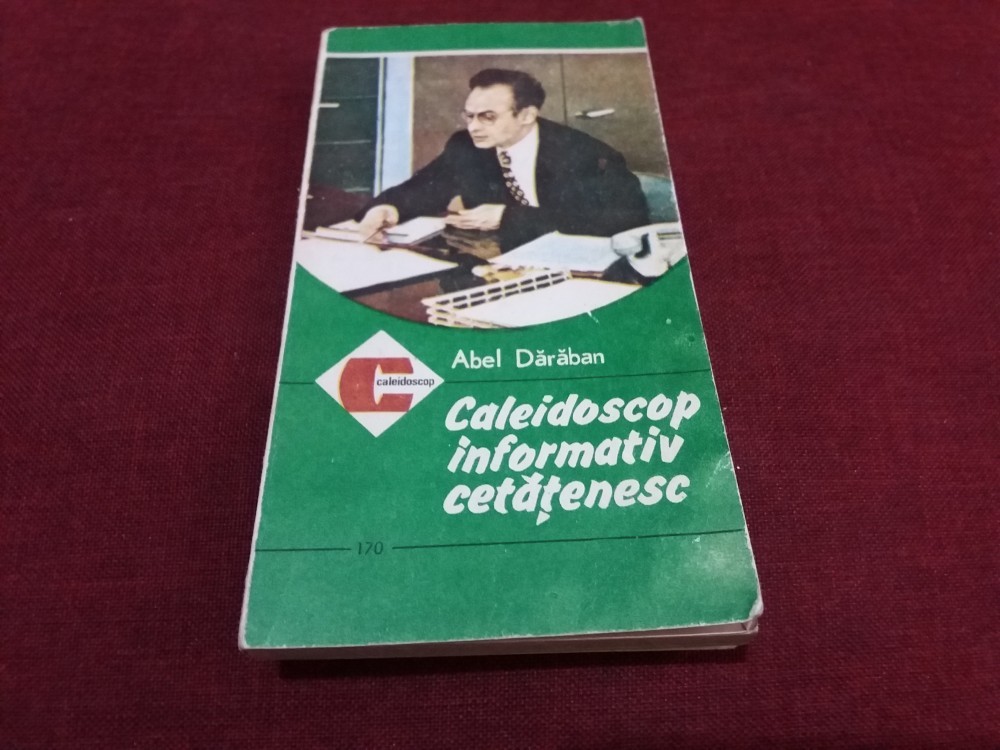 Abel Dărăban
caleidoscop
Caleidoscop
informativ
cetățenesc
170